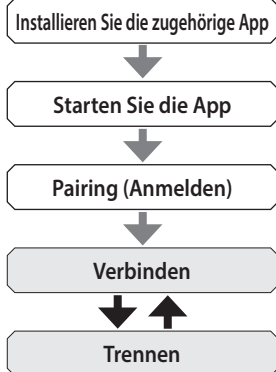 Installieren Sie die zugehörige App
Starten Sie die App
Pairing (Anmelden)
Verbinden
Trennen